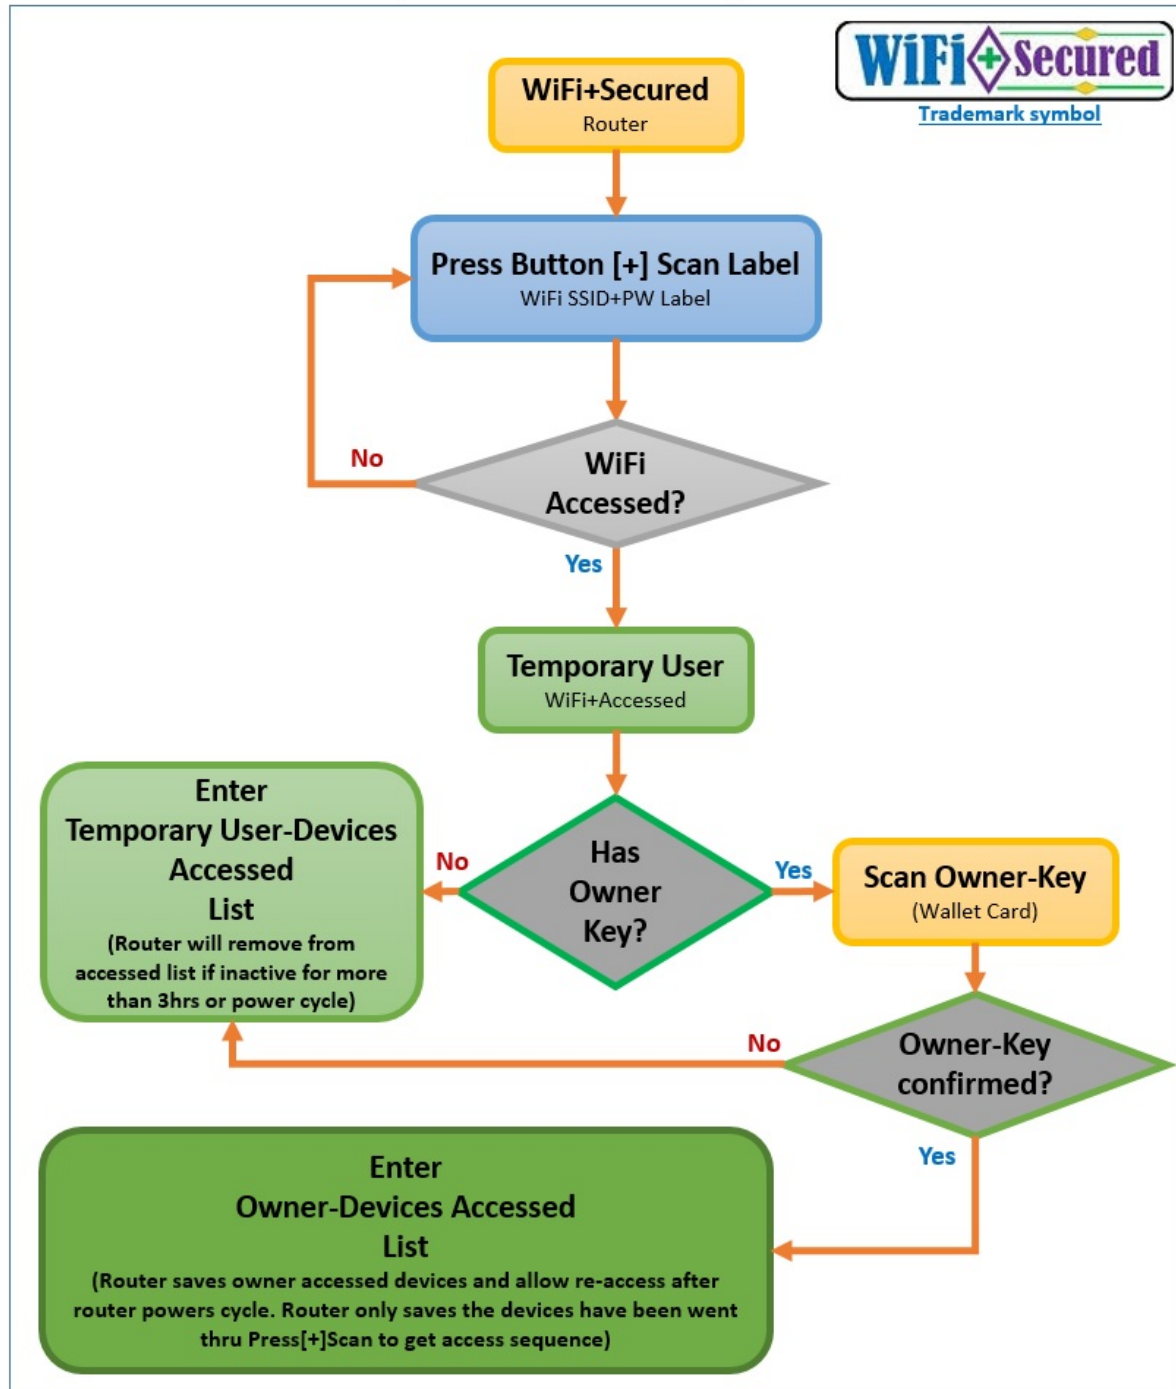 WiFi+Secured
Trademark symbol
WiFi+Secured
Router
Press Button [+] Scan Label
WiFi SSID+PW Label
WiFi
Accessed?
No
Yes
Temporary User
WiFi+Accessed
Has
Owner
Key?
No
Yes
Enter
Temporary User-Devices
Accessed
List
(Router will remove from
accessed list if inactive for more
than 3hrs or power cycle)
Scan Owner-Key
(Wallet Card)
Owner-Key
confirmed?
No
Yes
Enter
Owner-Devices Accessed
List
(Router saves owner accessed devices and allow re-access after
router powers cycle. Router only saves the devices have been went
thru Press[+]Scan to get access sequence)